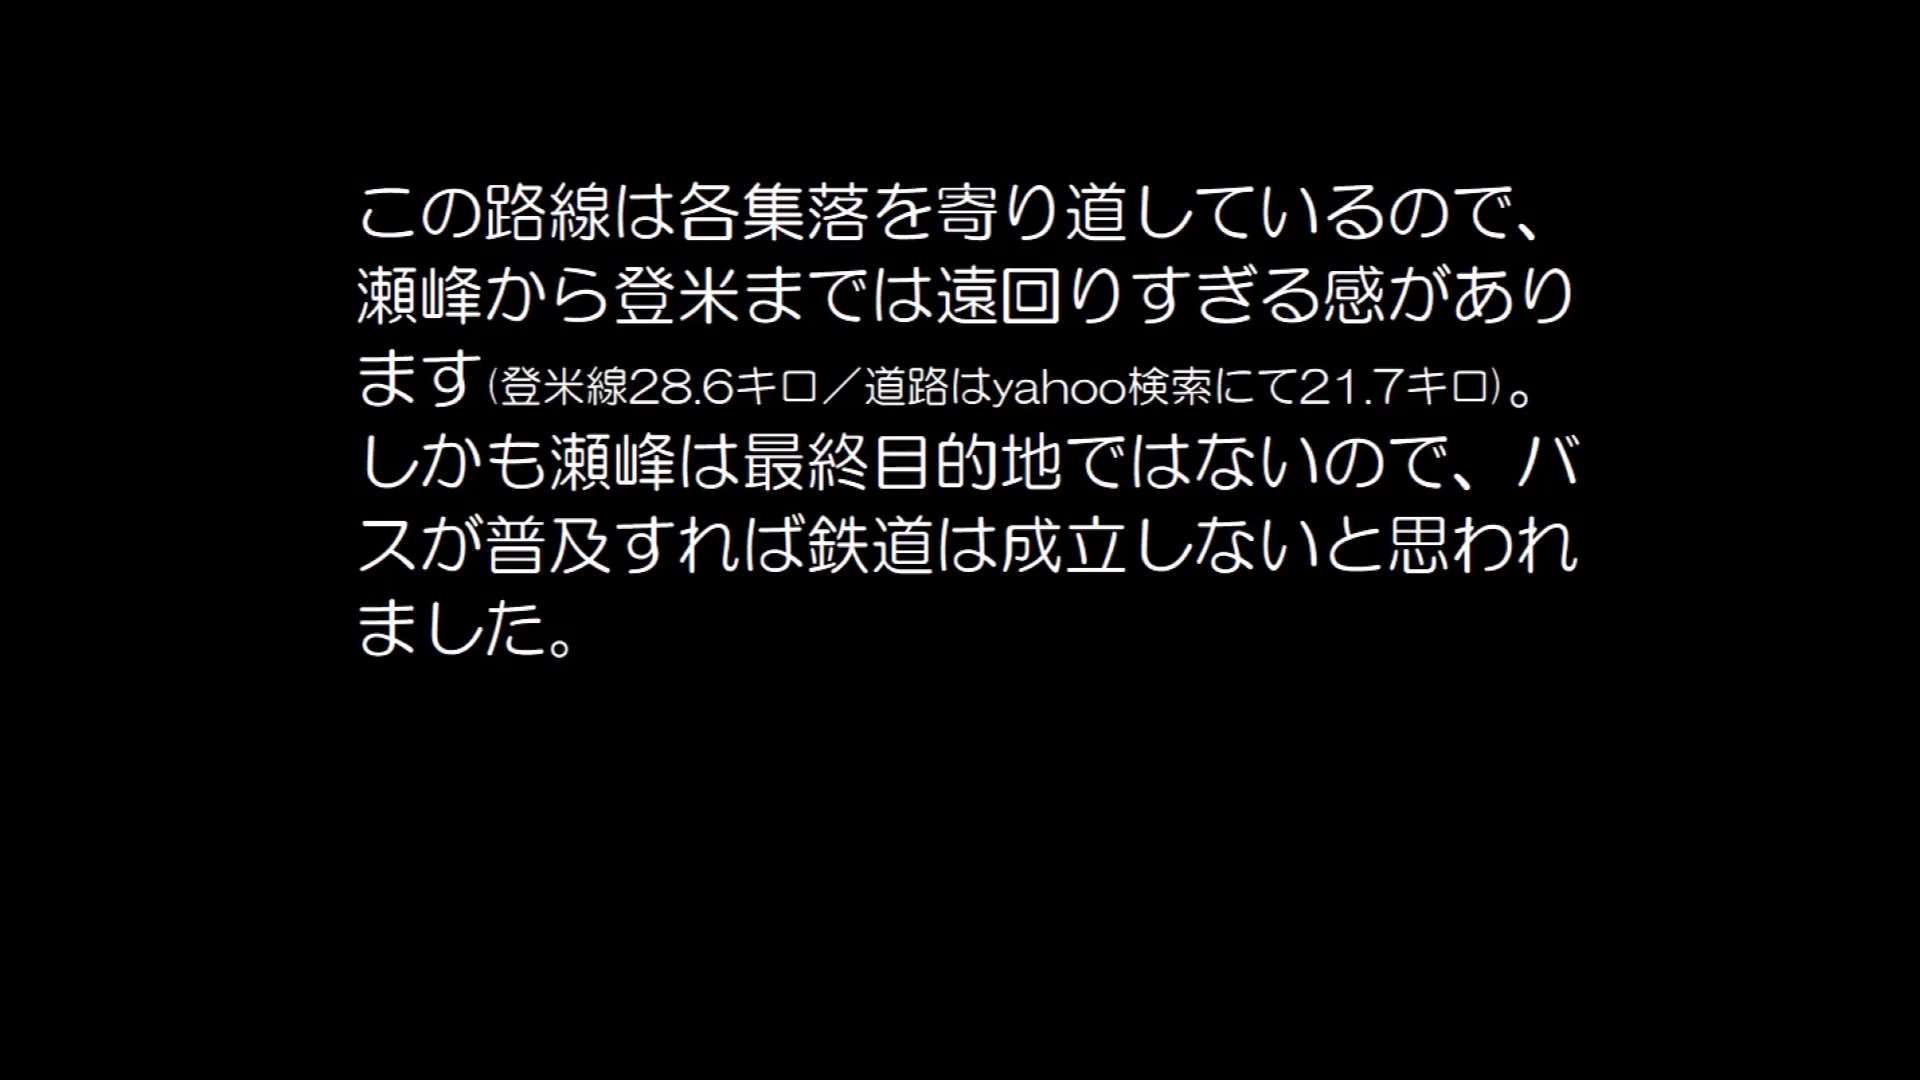 この路線は各集落を寄り道しているので、
瀬峰から登米までは遠回りすぎる感があり
ます(登米線28.6キロ／道路はyahoo検索にて21.7キロ)。
しかも瀬峰は最終目的地ではないので、バ
スが普及すれば鉄道は成立しないと思われ
ました。